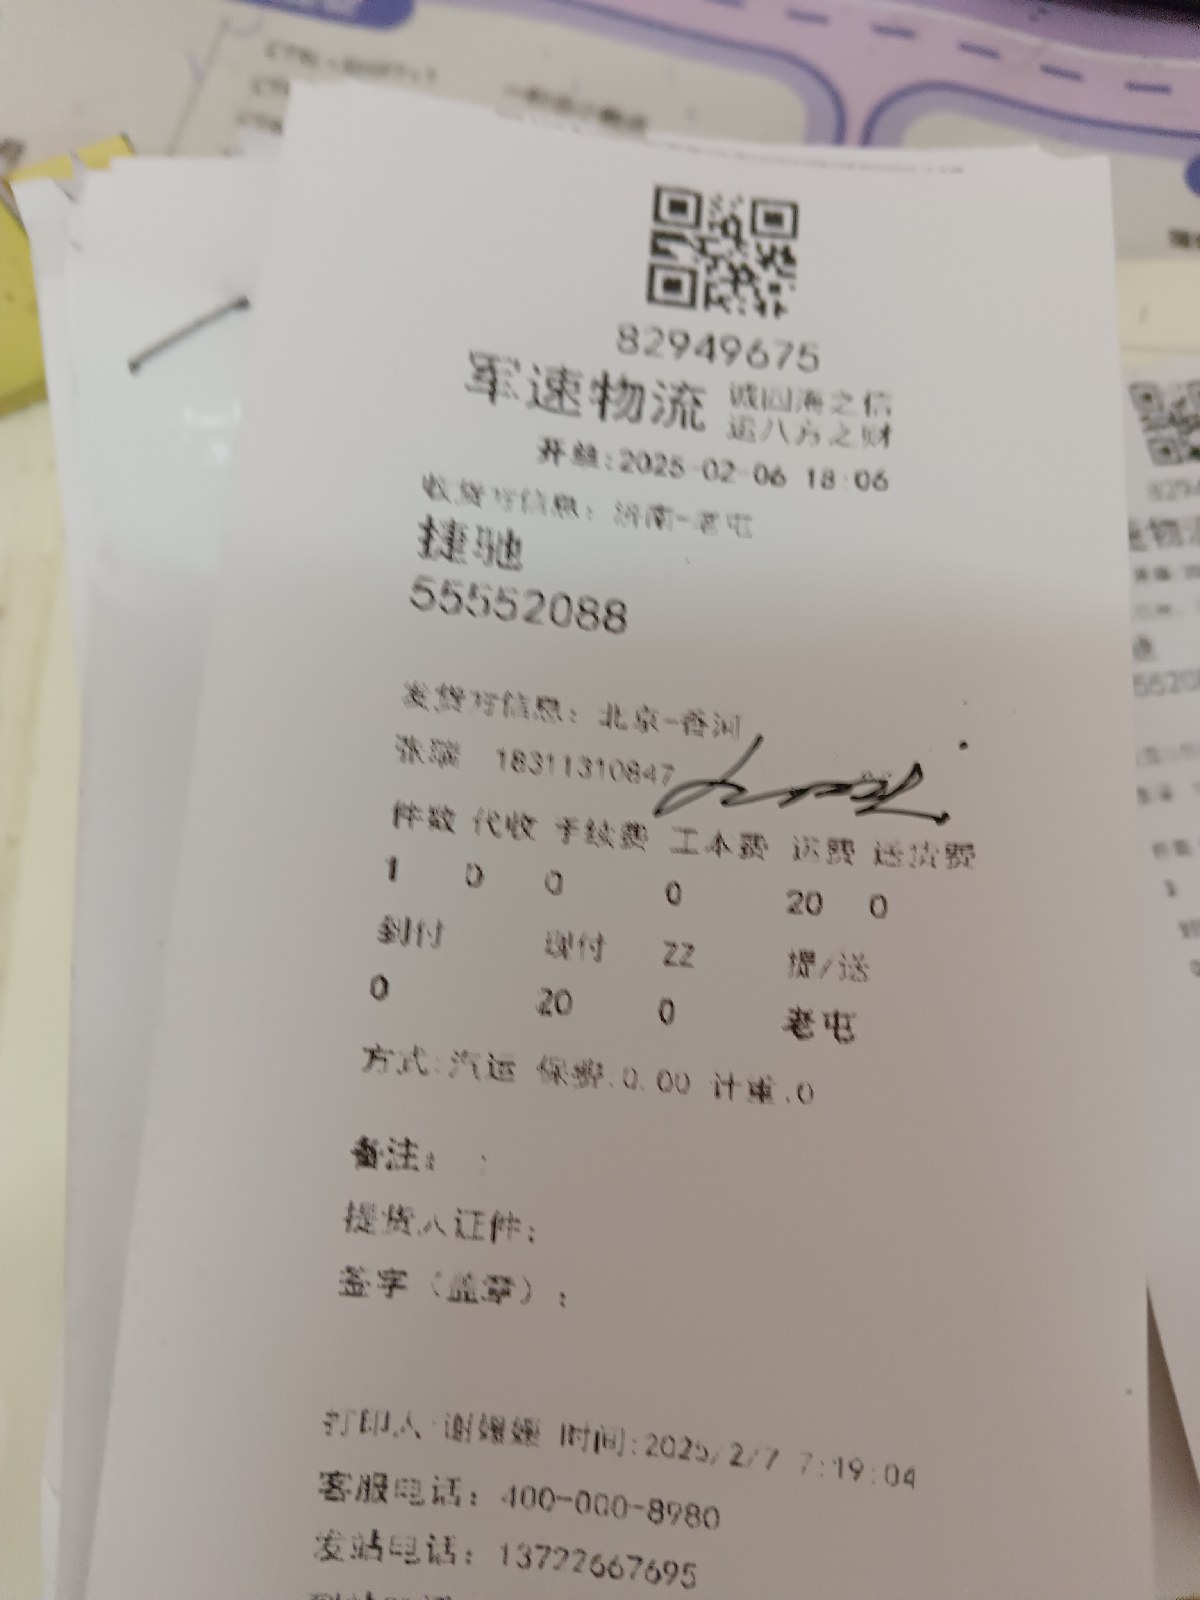 82949675
军速物流 诚四海之信
运八方之财
开单:2025-02-06 18:06
收货方信息: 济南-老屯
捷驰
55552088
发货方信息: 北京-香河
张瑞 18311310847
件数 代收 手续费 工本费 运费 送货费
1 0 0 0 20 0
到付 现付 ZZ 提/送
0 20 0 老屯
方式:汽运 保费:0.00 计重:0
备注:
提货人证件:
签字(盖章):
打印人:谢媛媛 时间:2025/2/7 7:19:04
客服电话: 400-000-8980
发站电话: 13722667695